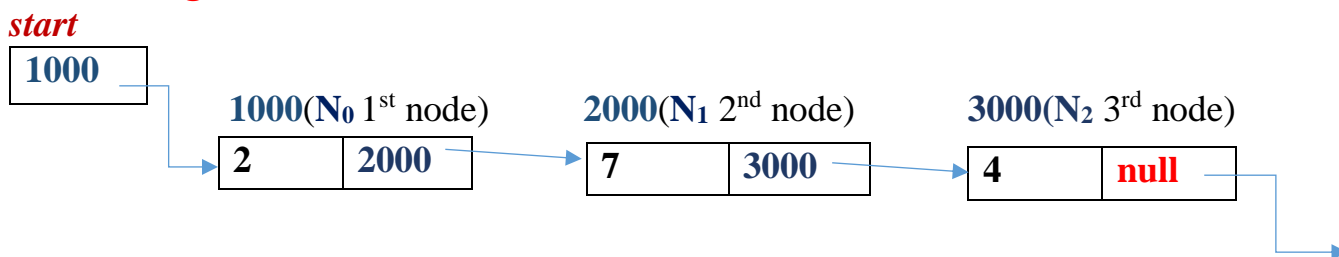 start
1000
1000(N₀ 1st node) 2000(N₁ 2nd node) 3000(N₂ 3rd node)
2 2000 7 3000 4 null